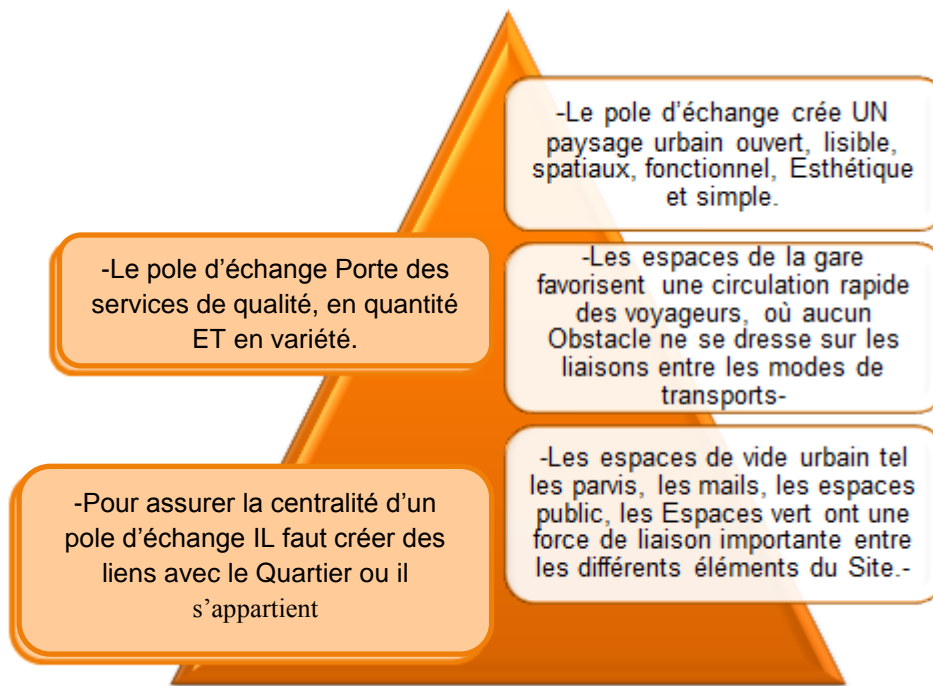 -Le pole d'échange crée UN
paysage urbain ouvert, lisible,
spatiaux, fonctionnel, Esthétique
et simple.
-Le pole d'échange Porte des
services de qualité, en quantité
ET en variété.
-Les espaces de la gare
favorisent une circulation rapide
des voyageurs, où aucun
Obstacle ne se dresse sur les
liaisons entre les modes de
transports-
-Pour assurer la centralité d'un
pole d'échange IL faut créer des
liens avec le Quartier ou il
s'appartient
-Les espaces de vide urbain tel
les parvis, les mails, les espaces
public, les Espaces vert ont une
force de liaison importante entre
les différents éléments du Site.-